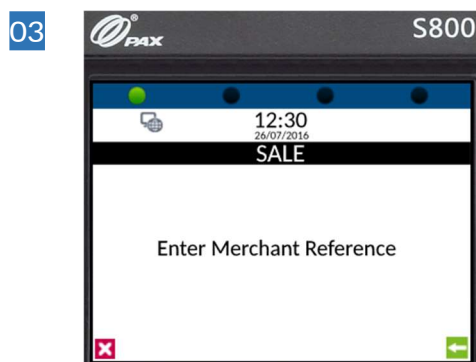 03
PAX
S800
12:30
26/07/2016
SALE
Enter Merchant Reference